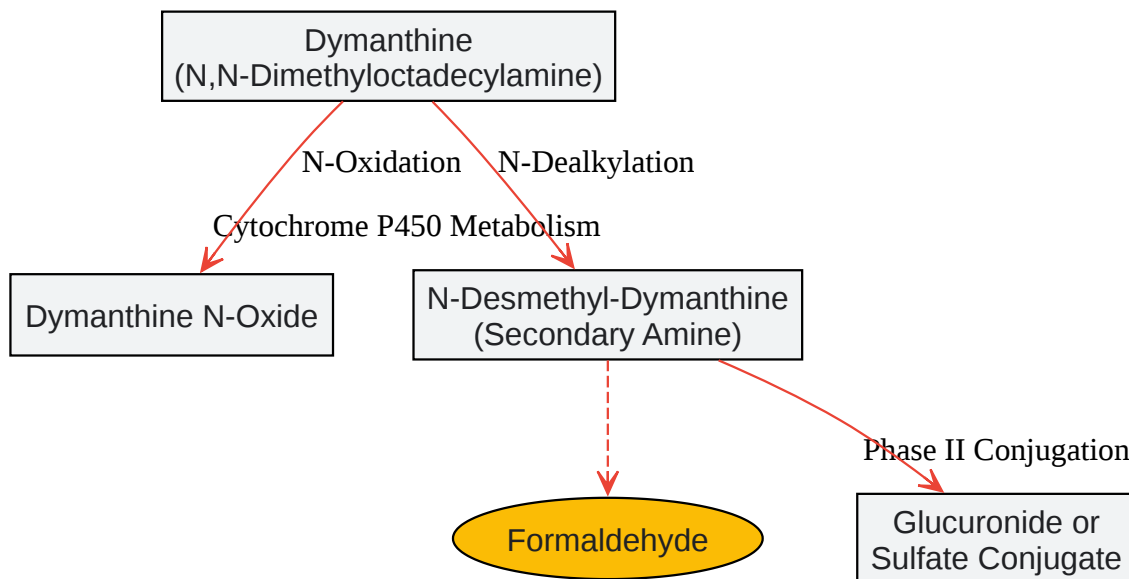 Dymanthine
(N,N-Dimethyloctadecylamine)
N-Oxidation
N-Dealkylation
Cytochrome P450 Metabolism
Dymanthine N-Oxide
N-Desmethyl-Dymanthine
(Secondary Amine)
Phase II Conjugation
Formaldehyde
Glucuronide or
Sulfate Conjugate